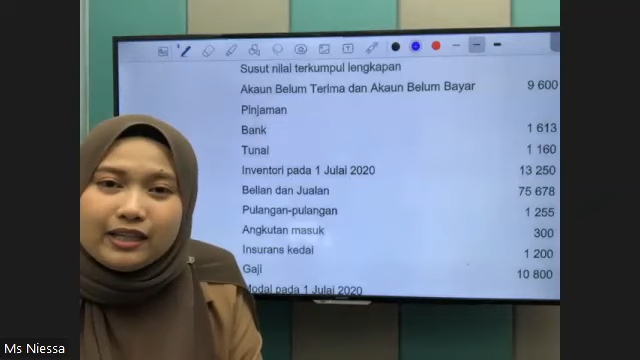 Susut nilai terkumpul lengkapan
Akaun Belum Terima dan Akaun Belum Bayar 9 600
Pinjaman
Bank 1 613
Tunai 1 160
Inventori pada 1 Julai 2020 13 250
Belian dan Jualan 75 678
Pulangan-pulangan 1 255
Angkutan masuk 300
Insurans kedai 1 200
Gaji 10 800
Modal pada 1 Julai 2020
Ms Niessa